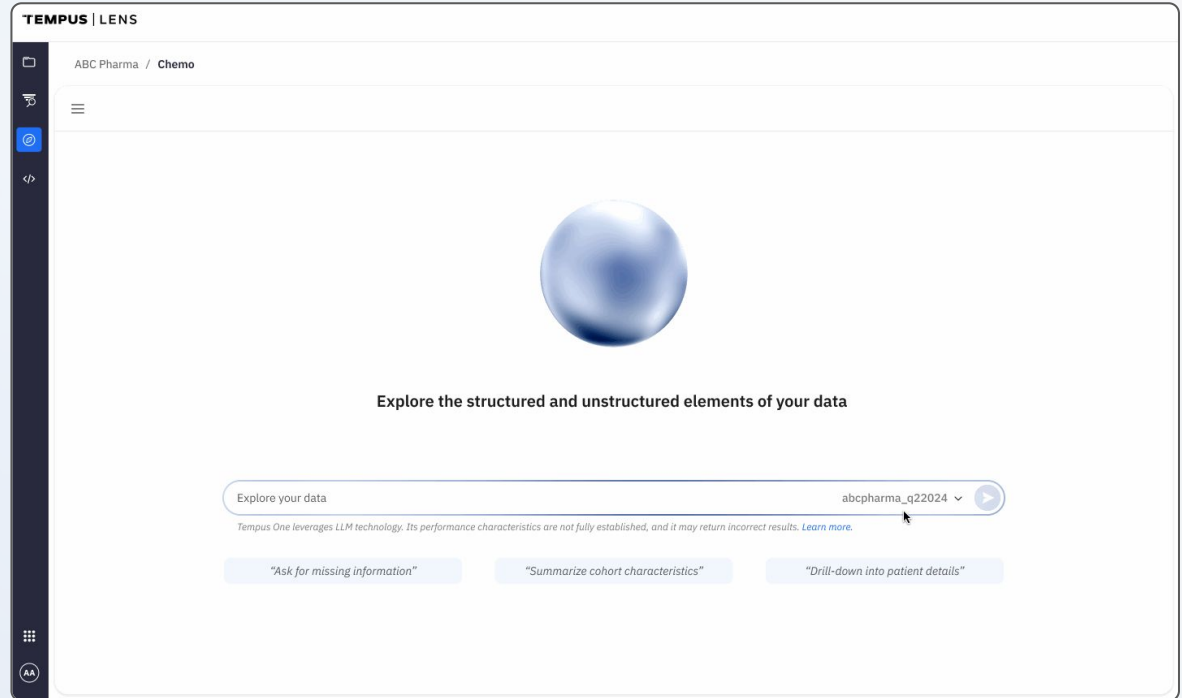 TEMPUS | LENS
ABC Pharma / Chemo
Explore the structured and unstructured elements of your data
Explore your data abcpharma_q22024
Tempus One leverages LLM technology. Its performance characteristics are not fully established, and it may return incorrect results. Learn more.
“Ask for missing information” “Summarize cohort characteristics” “Drill-down into patient details”
AA